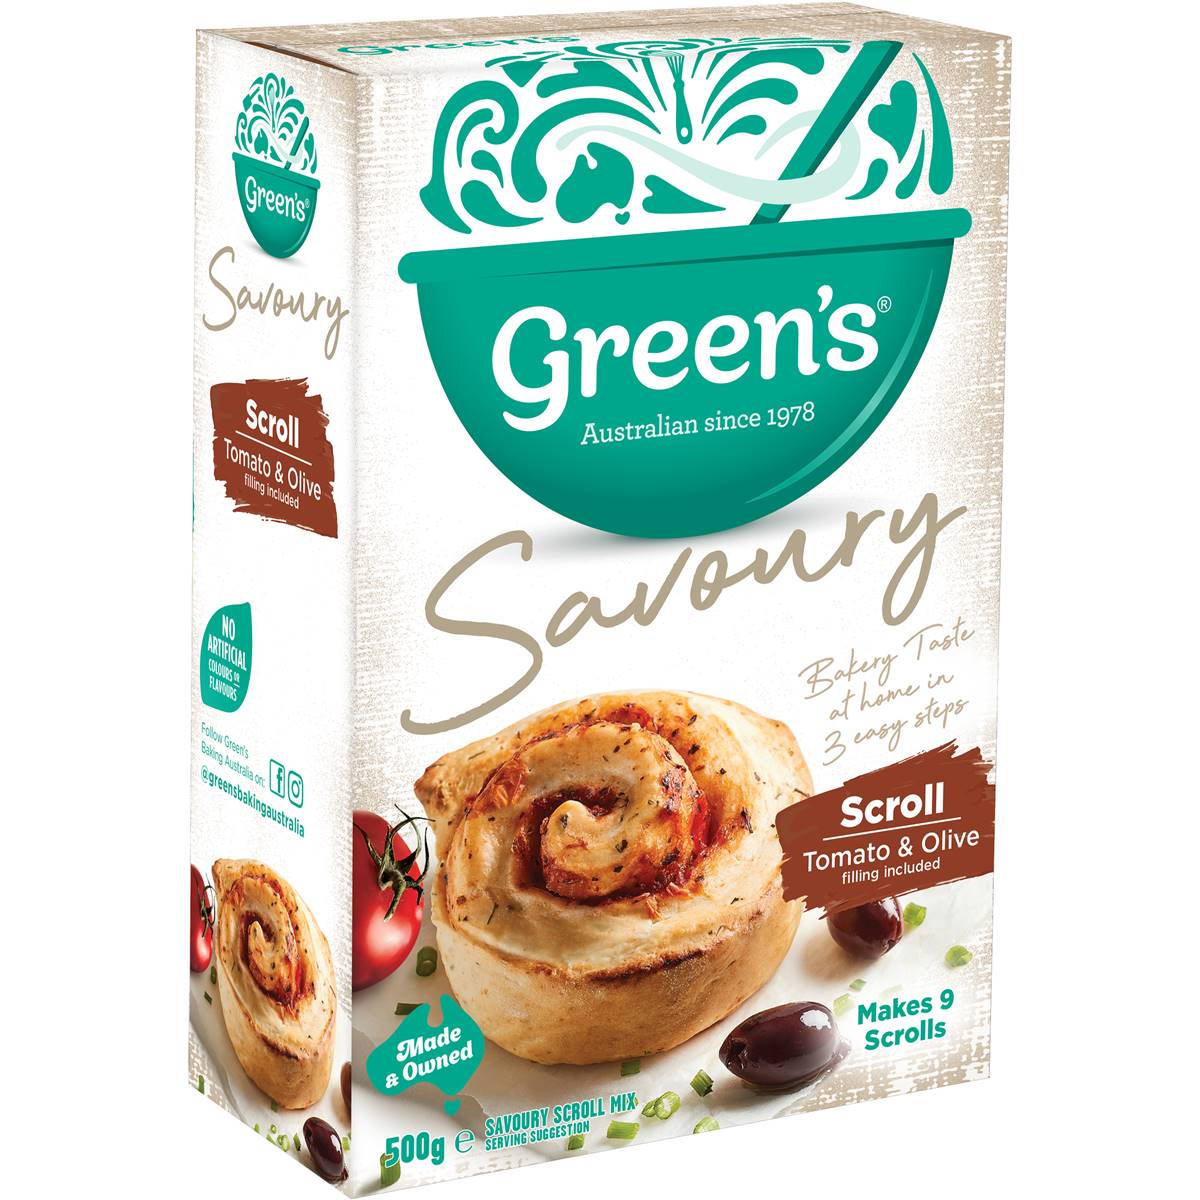 Green's
Green's®
Savoury
Scroll
Tomato & Olive
filling included
NO
ARTIFICIAL
COLOURS OR
FLAVOURS
Follow Green's
Baking Australia on:
@greensbakingaustralia
Green's®
Australian since 1978
Savoury
Bakery Taste
at home in
3 easy steps
Scroll
Tomato & Olive
filling included
Makes 9
Scrolls
Made
& Owned
500g e
SAVOURY SCROLL MIX
SERVING SUGGESTION